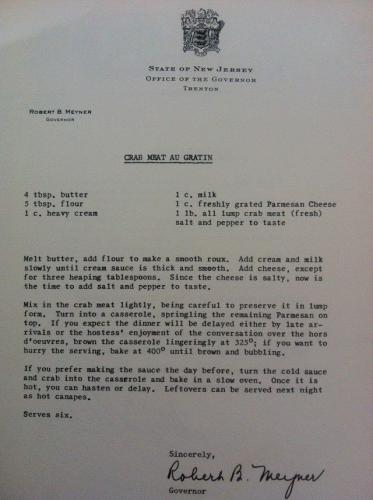 STATE OF NEW JERSEY
OFFICE OF THE GOVERNOR
TRENTON
ROBERT B. MEYNER
GOVERNOR
CRAB MEAT AU GRATIN
4 tbsp. butter
5 tbsp. flour
1 c. heavy cream
1 c. milk
1 c. freshly grated Parmesan Cheese
1 lb. all lump crab meat (fresh)
salt and pepper to taste
Melt butter, add flour to make a smooth roux. Add cream and milk
slowly until cream sauce is thick and smooth. Add cheese, except
for three heaping tablespoons. Since the cheese is salty, now is
the time to add salt and pepper to taste.
Mix in the crab meat lightly, being careful to preserve it in lump
form. Turn into a casserole, springling the remaining Parmesan on
top. If you expect the dinner will be delayed either by late ar-
rivals or the hostess' enjoyment of the conversation over the hors
d'oeuvres, brown the casserole lingeringly at 325°; if you want to
hurry the serving, bake at 400° until brown and bubbling.
If you prefer making the sauce the day before, turn the cold sauce
and crab into the casserole and bake in a slow oven. Once it is
hot, you can hasten or delay. Leftovers can be served next night
as hot canapes.
Serves six.
Sincerely,
Robert B. Meyner
Governor